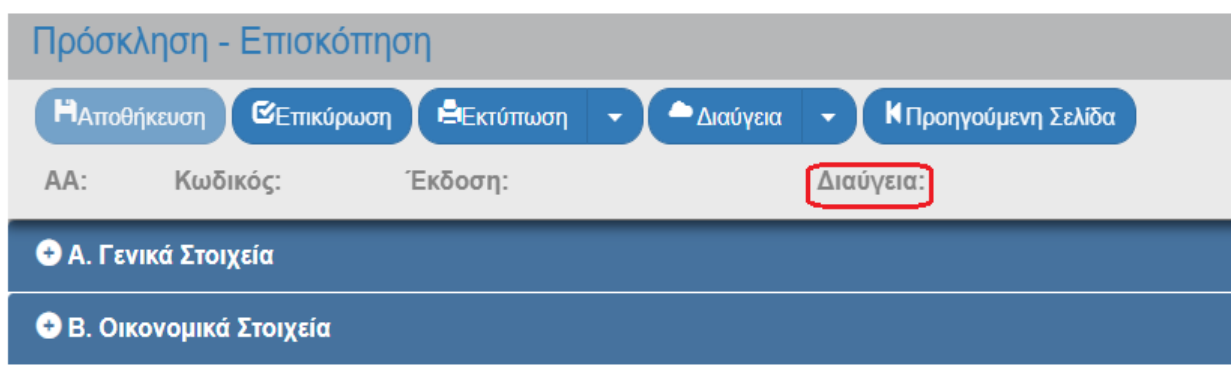 Πρόσκληση - Επισκόπηση
Αποθήκευση Επικύρωση Εκτύπωση Διαύγεια Προηγούμενη Σελίδα
ΑΑ: Κωδικός: Έκδοση: Διαύγεια:
Α. Γενικά Στοιχεία
Β. Οικονομικά Στοιχεία